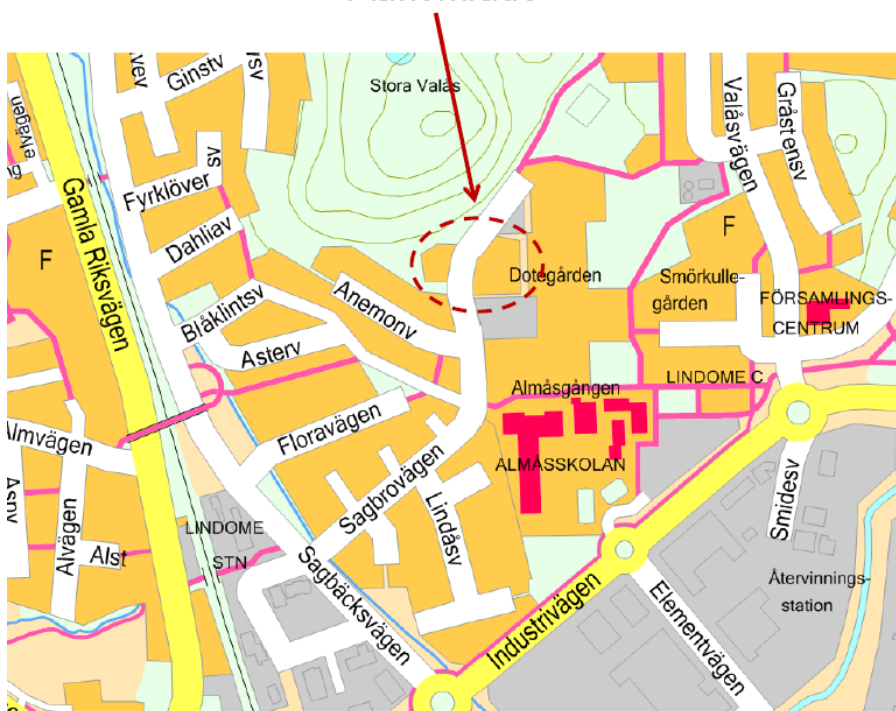 Stora Valås
Ginstv
Valåsvägen
Gråstensv
Fyrklöver
sv
Dahliav
Gamla Riksvägen
F
F
Dotegården
Smörkulle-
gården
FÖRSAMLINGS-
CENTRUM
Anemonv
Blåklintsv
Asterv
LINDOME C
Almåsgången
Floravägen
Almvägen
ALMÅSSKOLAN
Sagbrovägen
Lindåsv
Smidesv
Alvägen
Alst
LINDOME
STN
Sagbäcksvägen
Industrivägen
Elementvägen
Återvinnings-
station